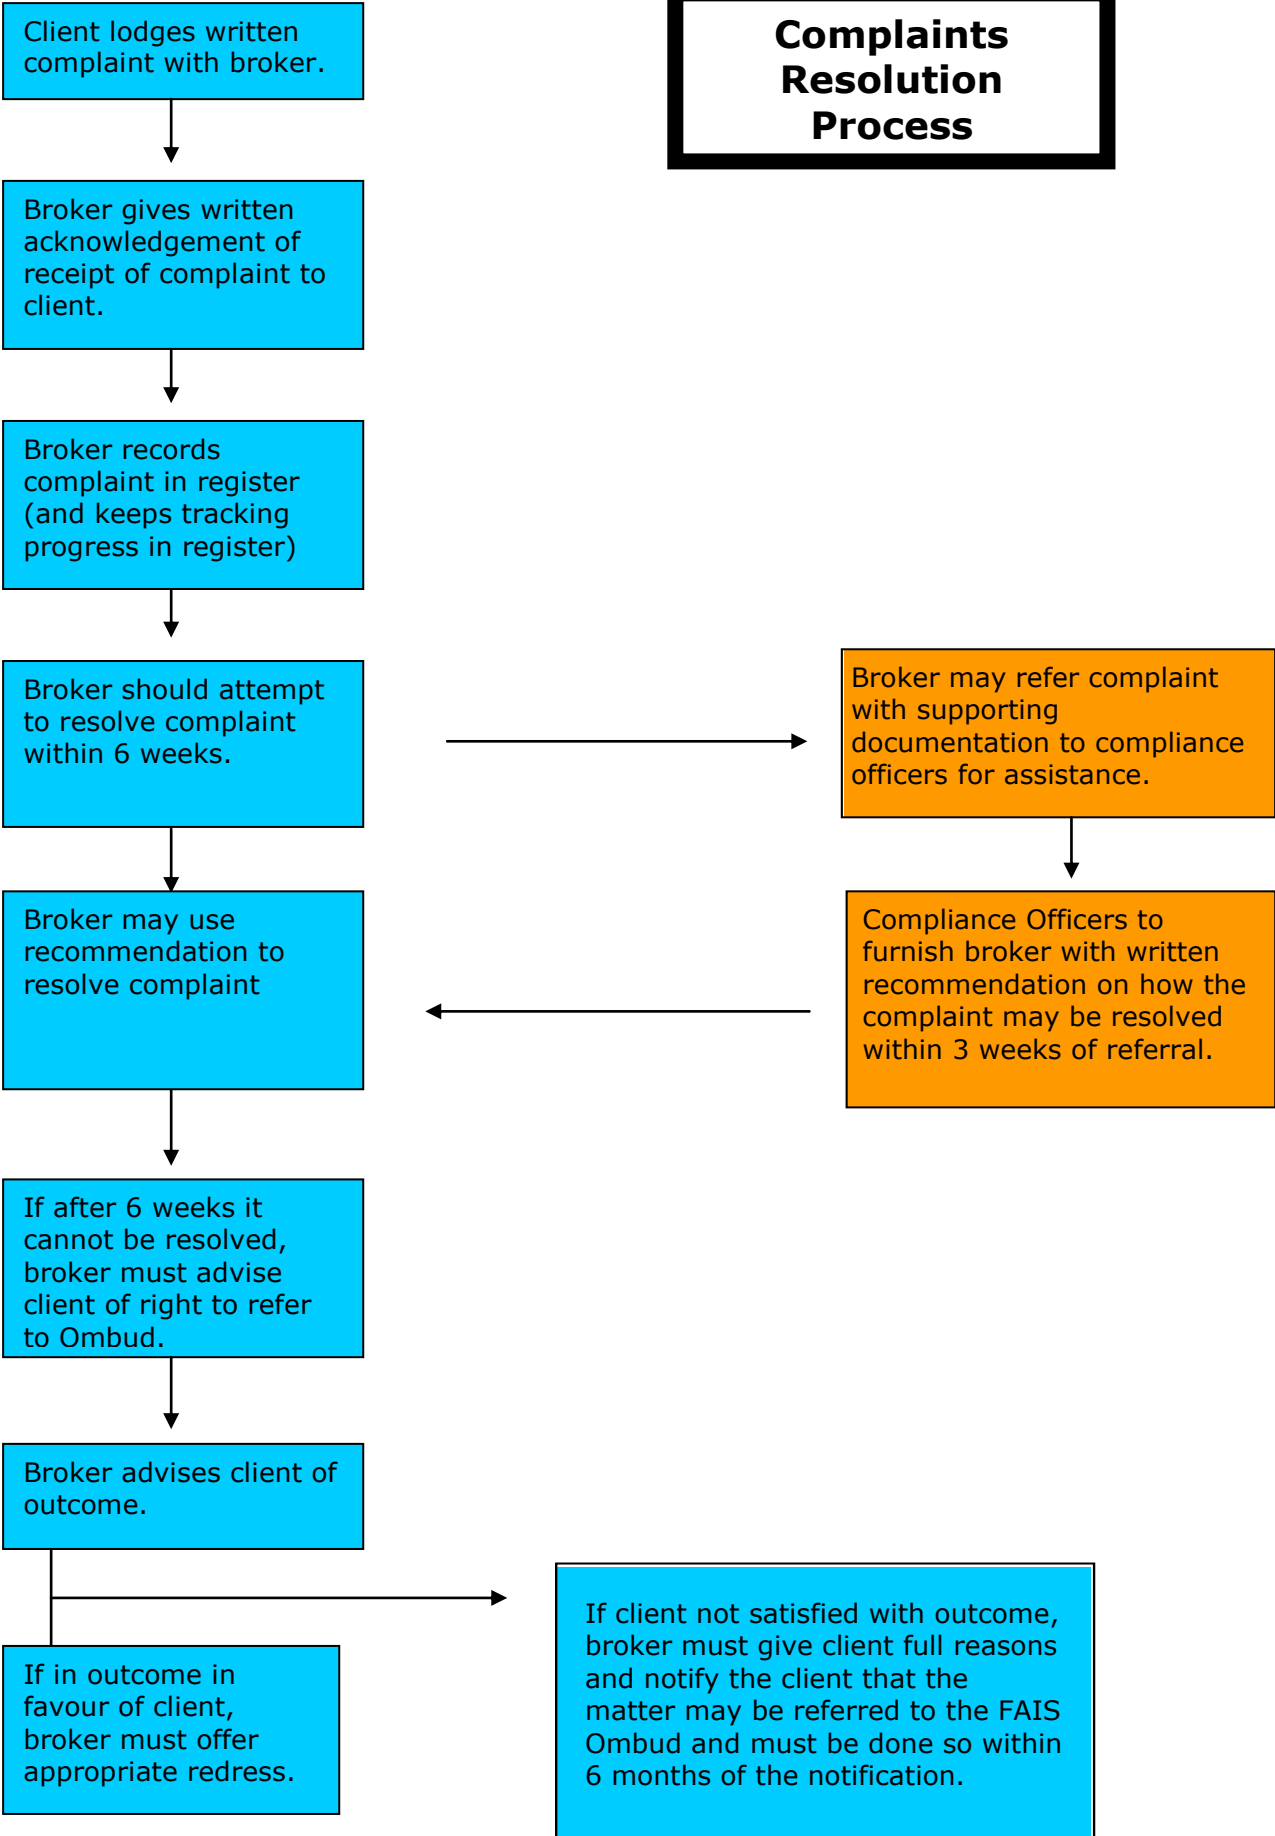 Complaints
Resolution
Process
Client lodges written
complaint with broker.
Broker gives written
acknowledgement of
receipt of complaint to
client.
Broker records
complaint in register
(and keeps tracking
progress in register)
Broker should attempt
to resolve complaint
within 6 weeks.
Broker may refer complaint
with supporting
documentation to compliance
officers for assistance.
Compliance Officers to
furnish broker with written
recommendation on how the
complaint may be resolved
within 3 weeks of referral.
Broker may use
recommendation to
resolve complaint
If after 6 weeks it
cannot be resolved,
broker must advise
client of right to refer
to Ombud.
Broker advises client of
outcome.
If client not satisfied with outcome,
broker must give client full reasons
and notify the client that the
matter may be referred to the FAIS
Ombud and must be done so within
6 months of the notification.
If in outcome in
favour of client,
broker must offer
appropriate redress.